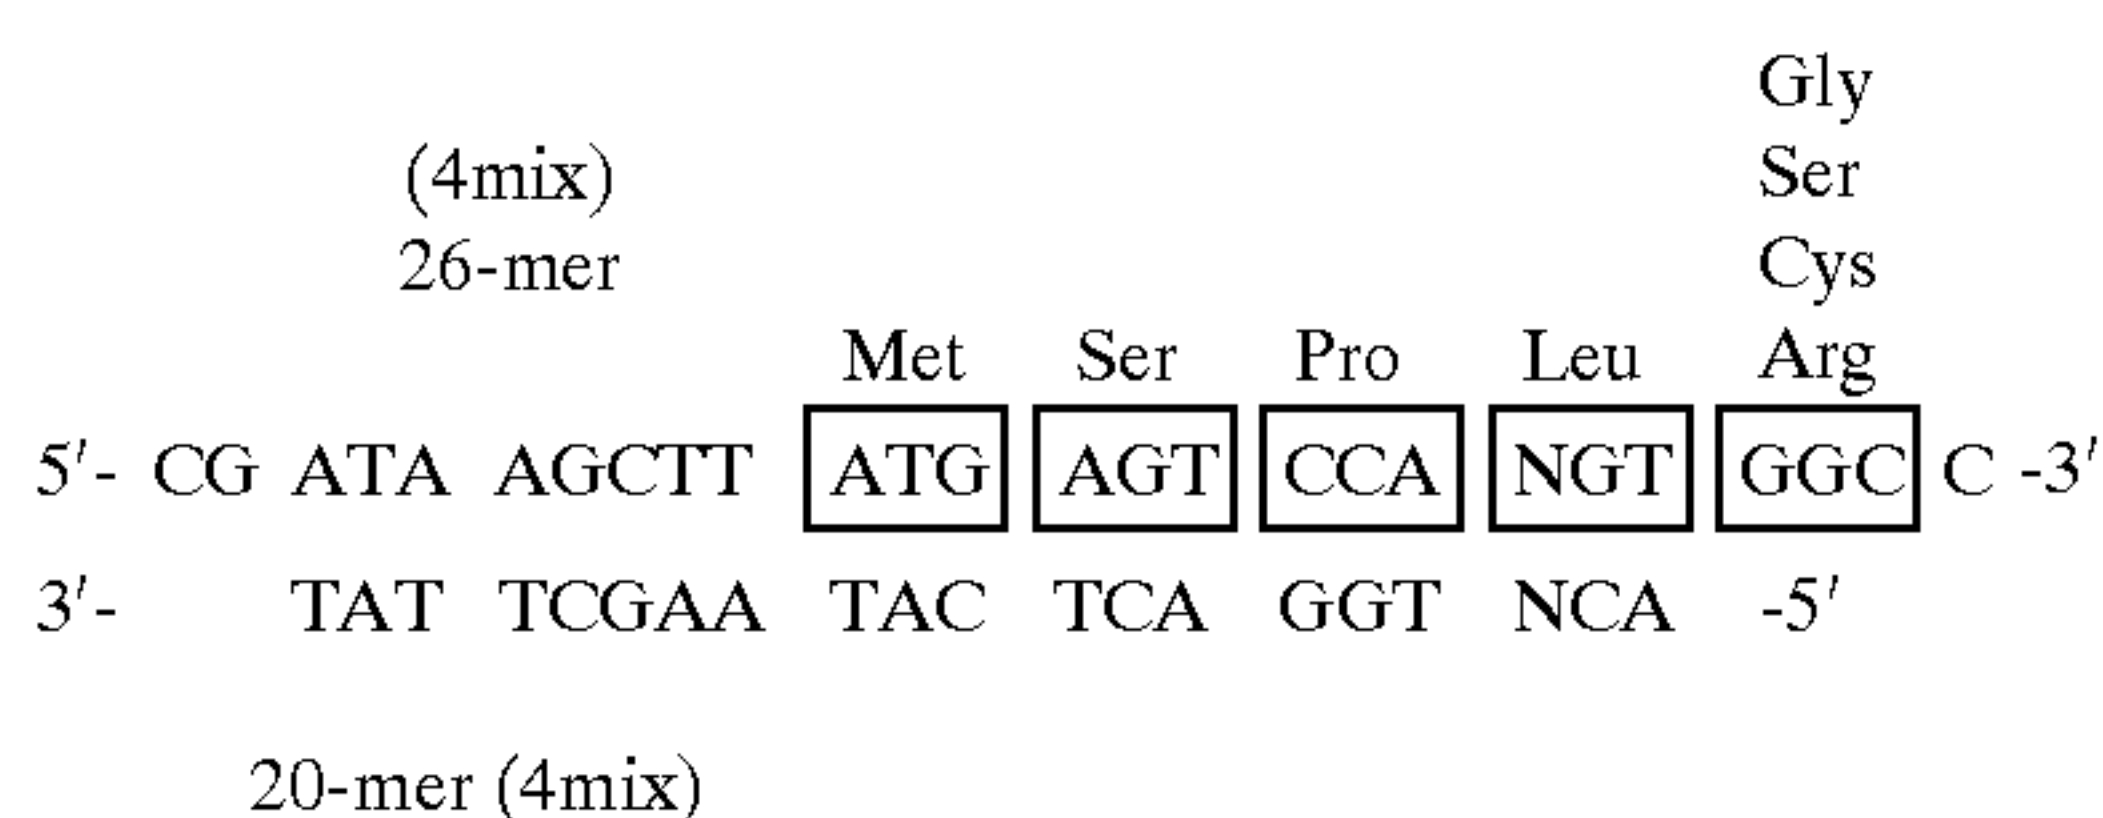 Gly
(4mix) Ser
26-mer Cys
Met Ser Pro Leu Arg
5′- CG ATA AGCTT ATG AGT CCA NGT GGC C -3′
3′- TAT TCGAA TAC TCA GGT NCA -5′
20-mer (4mix)